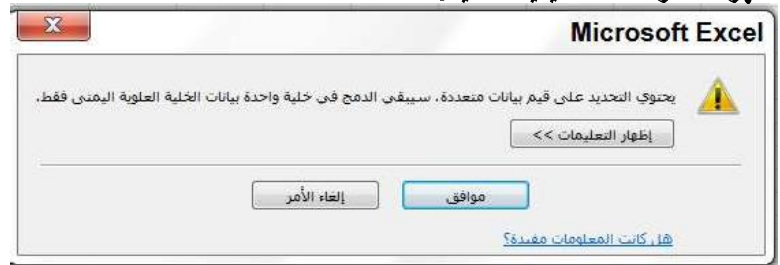 Microsoft Excel
يحتوي التحديد على قيم بيانات متعددة. سيبقي الدمج في خلية واحدة بيانات الخلية العلوية اليمنى فقط.
إظهار التعليمات >>
موافق
إلغاء الأمر
هل كانت المعلومات مفيدة؟